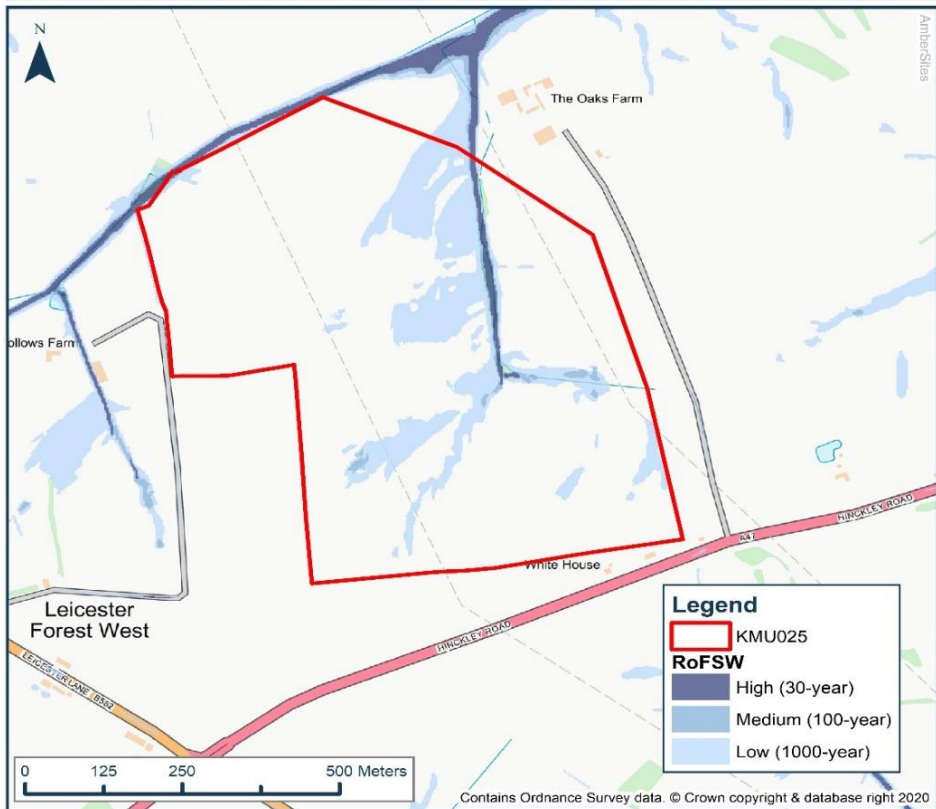 N
AmberSites
The Oaks Farm
ollows Farm
HINCKLEY ROAD
A47
White House
Leicester
Forest West
HINCKLEY ROAD
LEICESTER LANE B582
Legend
KMU025
RoFSW
High (30-year)
Medium (100-year)
Low (1000-year)
0 125 250 500 Meters
Contains Ordnance Survey data. © Crown copyright & database right 2020